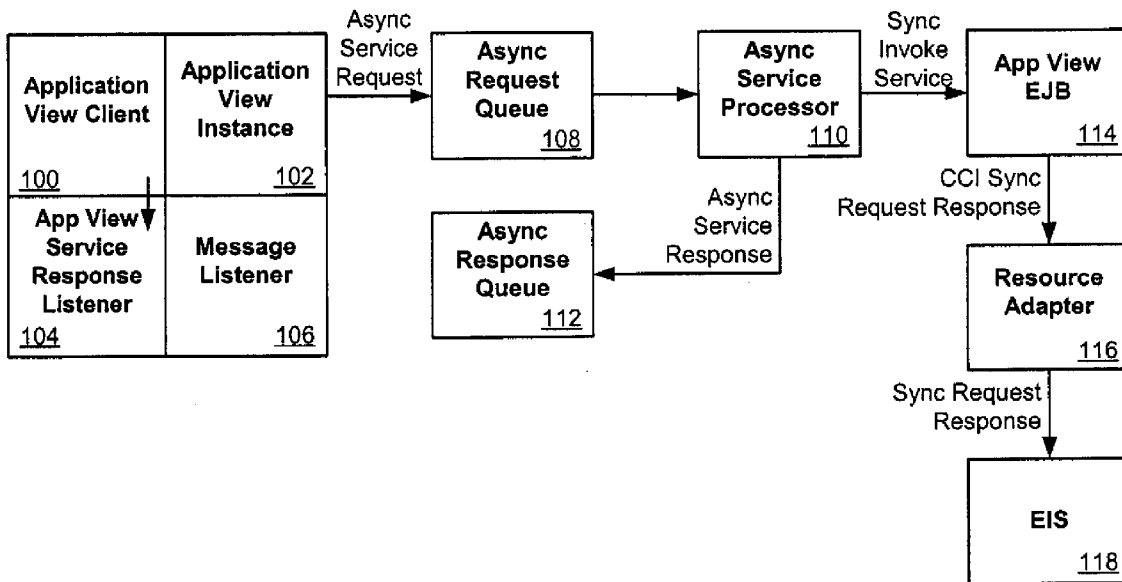 Application
View Client
100
Application
View
Instance
102
App View
Service
Response
Listener
104
Message
Listener
106
Async
Service
Request
Async
Request
Queue
108
Async
Service
Processor
110
Sync
Invoke
Service
App View
EJB
114
Async
Service
Response
Async
Response
Queue
112
CCI Sync
Request Response
Resource
Adapter
116
Sync Request
Response
EIS
118